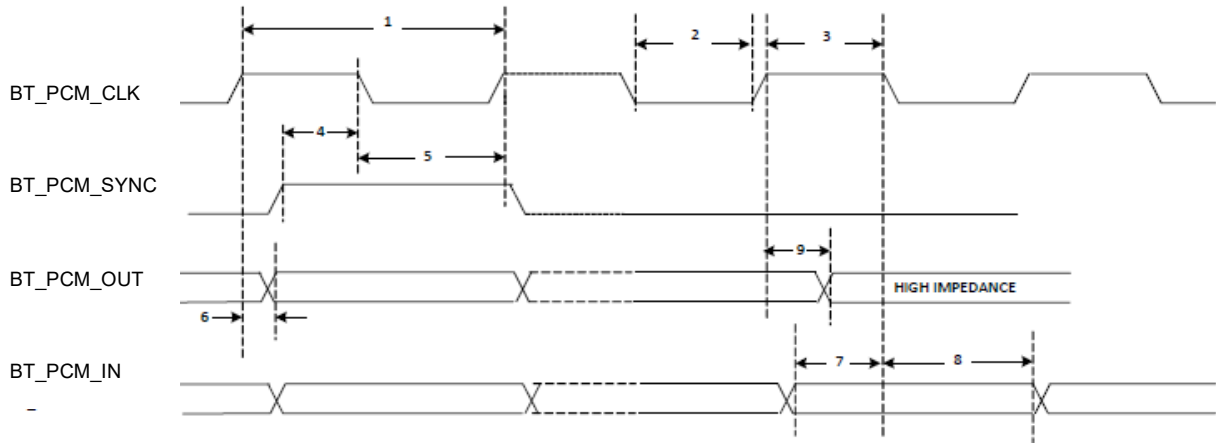 1
2
3
BT_PCM_CLK
4
5
BT_PCM_SYNC
9
BT_PCM_OUT
HIGH IMPEDANCE
6
BT_PCM_IN
7
8
_